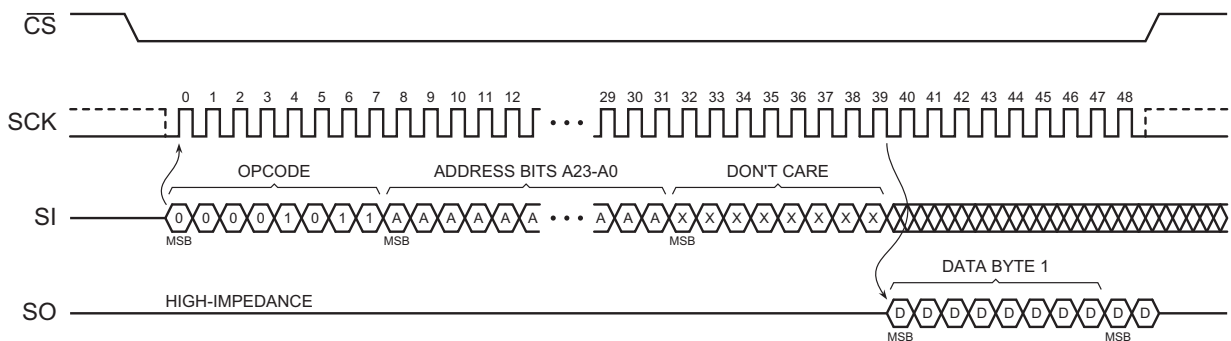 CS
SCK
0 1 2 3 4 5 6 7 8 9 10 11 12 29 30 31 32 33 34 35 36 37 38 39 40 41 42 43 44 45 46 47 48
OPCODE ADDRESS BITS A23-A0 DON'T CARE
SI 0 0 0 0 1 0 1 1 A A A A A A A A A X X X X X X X X
MSB MSB MSB
DATA BYTE 1
SO HIGH-IMPEDANCE D D D D D D D D D D
MSB MSB